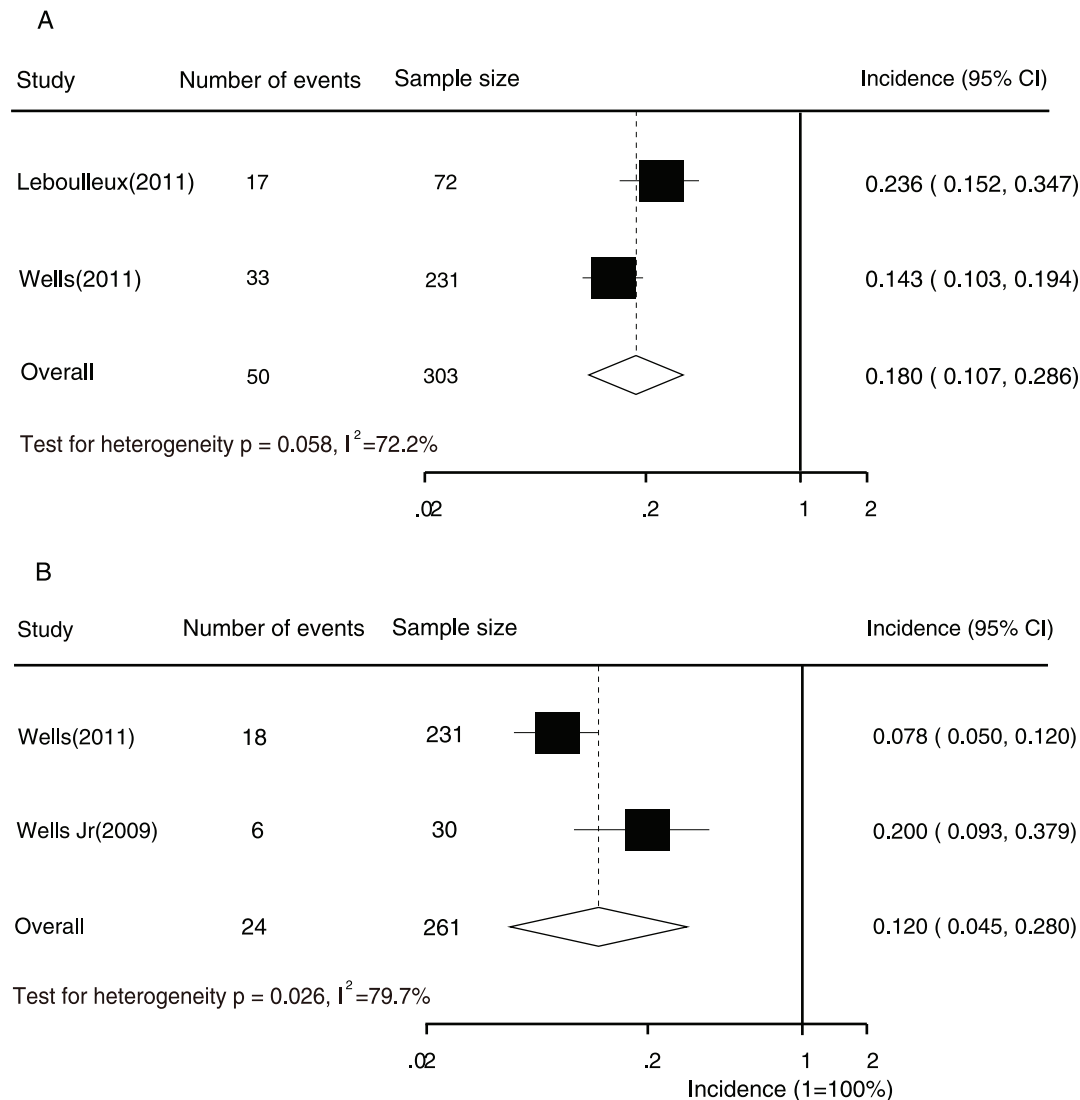 A
Study Number of events Sample size Incidence (95% CI)
Leboulleux(2011) 17 72 0.236 ( 0.152, 0.347)
Wells(2011) 33 231 0.143 ( 0.103, 0.194)
Overall 50 303 0.180 ( 0.107, 0.286)
Test for heterogeneity p = 0.058, I²=72.2%
.02 .2 1 2
B
Study Number of events Sample size Incidence (95% CI)
Wells(2011) 18 231 0.078 ( 0.050, 0.120)
Wells Jr(2009) 6 30 0.200 ( 0.093, 0.379)
Overall 24 261 0.120 ( 0.045, 0.280)
Test for heterogeneity p = 0.026, I²=79.7%
.02 .2 1 2
Incidence (1=100%)